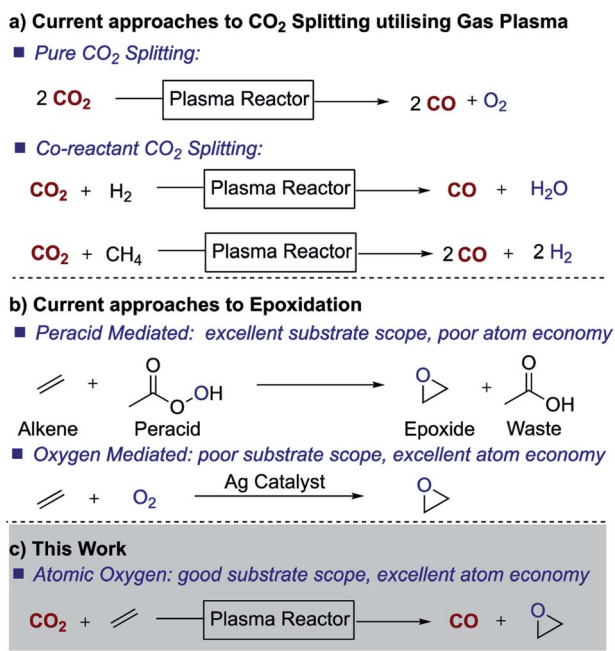 a) Current approaches to CO₂ Splitting utilising Gas Plasma
■ Pure CO₂ Splitting:
2 CO₂ Plasma Reactor 2 CO + O₂
■ Co-reactant CO₂ Splitting:
CO₂ + H₂ Plasma Reactor CO + H₂O
CO₂ + CH₄ Plasma Reactor 2 CO + 2 H₂
b) Current approaches to Epoxidation
■ Peracid Mediated: excellent substrate scope, poor atom economy
+ O O OH O + O OH
Alkene Peracid Epoxide Waste
■ Oxygen Mediated: poor substrate scope, excellent atom economy
+ O₂ Ag Catalyst O
c) This Work
■ Atomic Oxygen: good substrate scope, excellent atom economy
CO₂ + Plasma Reactor CO + O